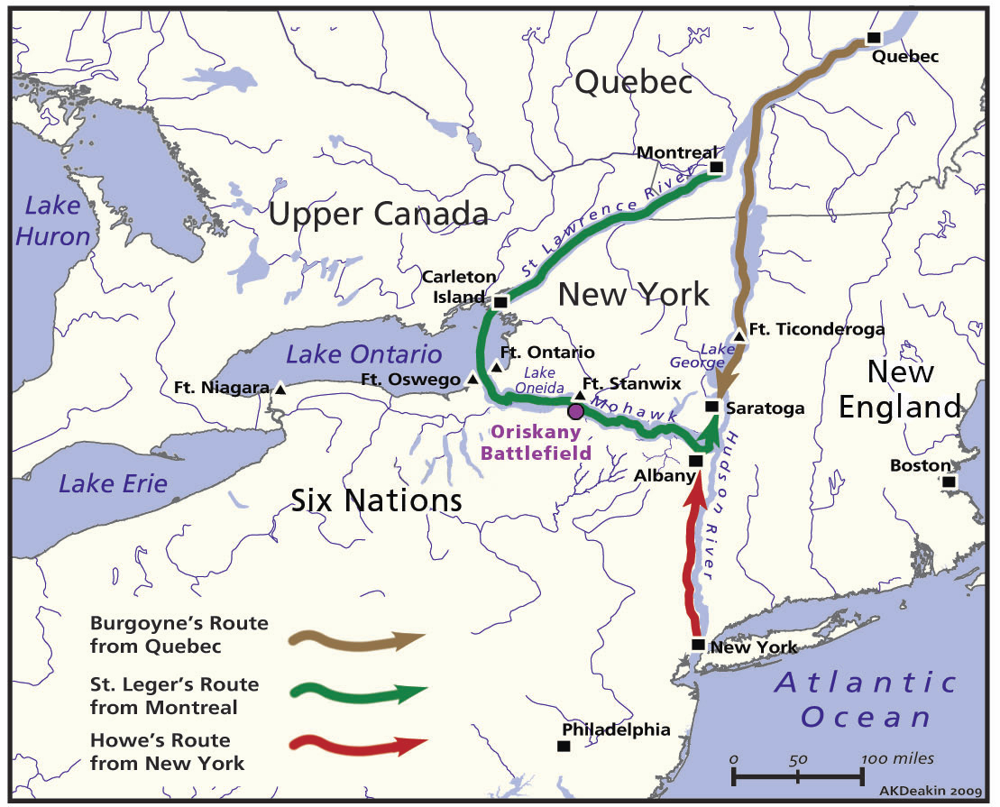 Quebec
Quebec
Montreal
Lake
Huron
Upper Canada
St Lawrence River
Carleton
Island
New York
Lake Ontario
Ft. Ontario
Ft. Ticonderoga
Lake
George
Ft. Niagara
Ft. Oswego
Lake
Oneida
Ft. Stanwix
Mohawk
New
England
Saratoga
Oriskany
Battlefield
Lake Erie
Six Nations
Albany
Hudson River
Boston
Burgoyne's Route
from Quebec
New York
St. Leger's Route
from Montreal
Atlantic
Ocean
Howe's Route
from New York
Philadelphia
0 50 100 miles
AKDeakin 2009